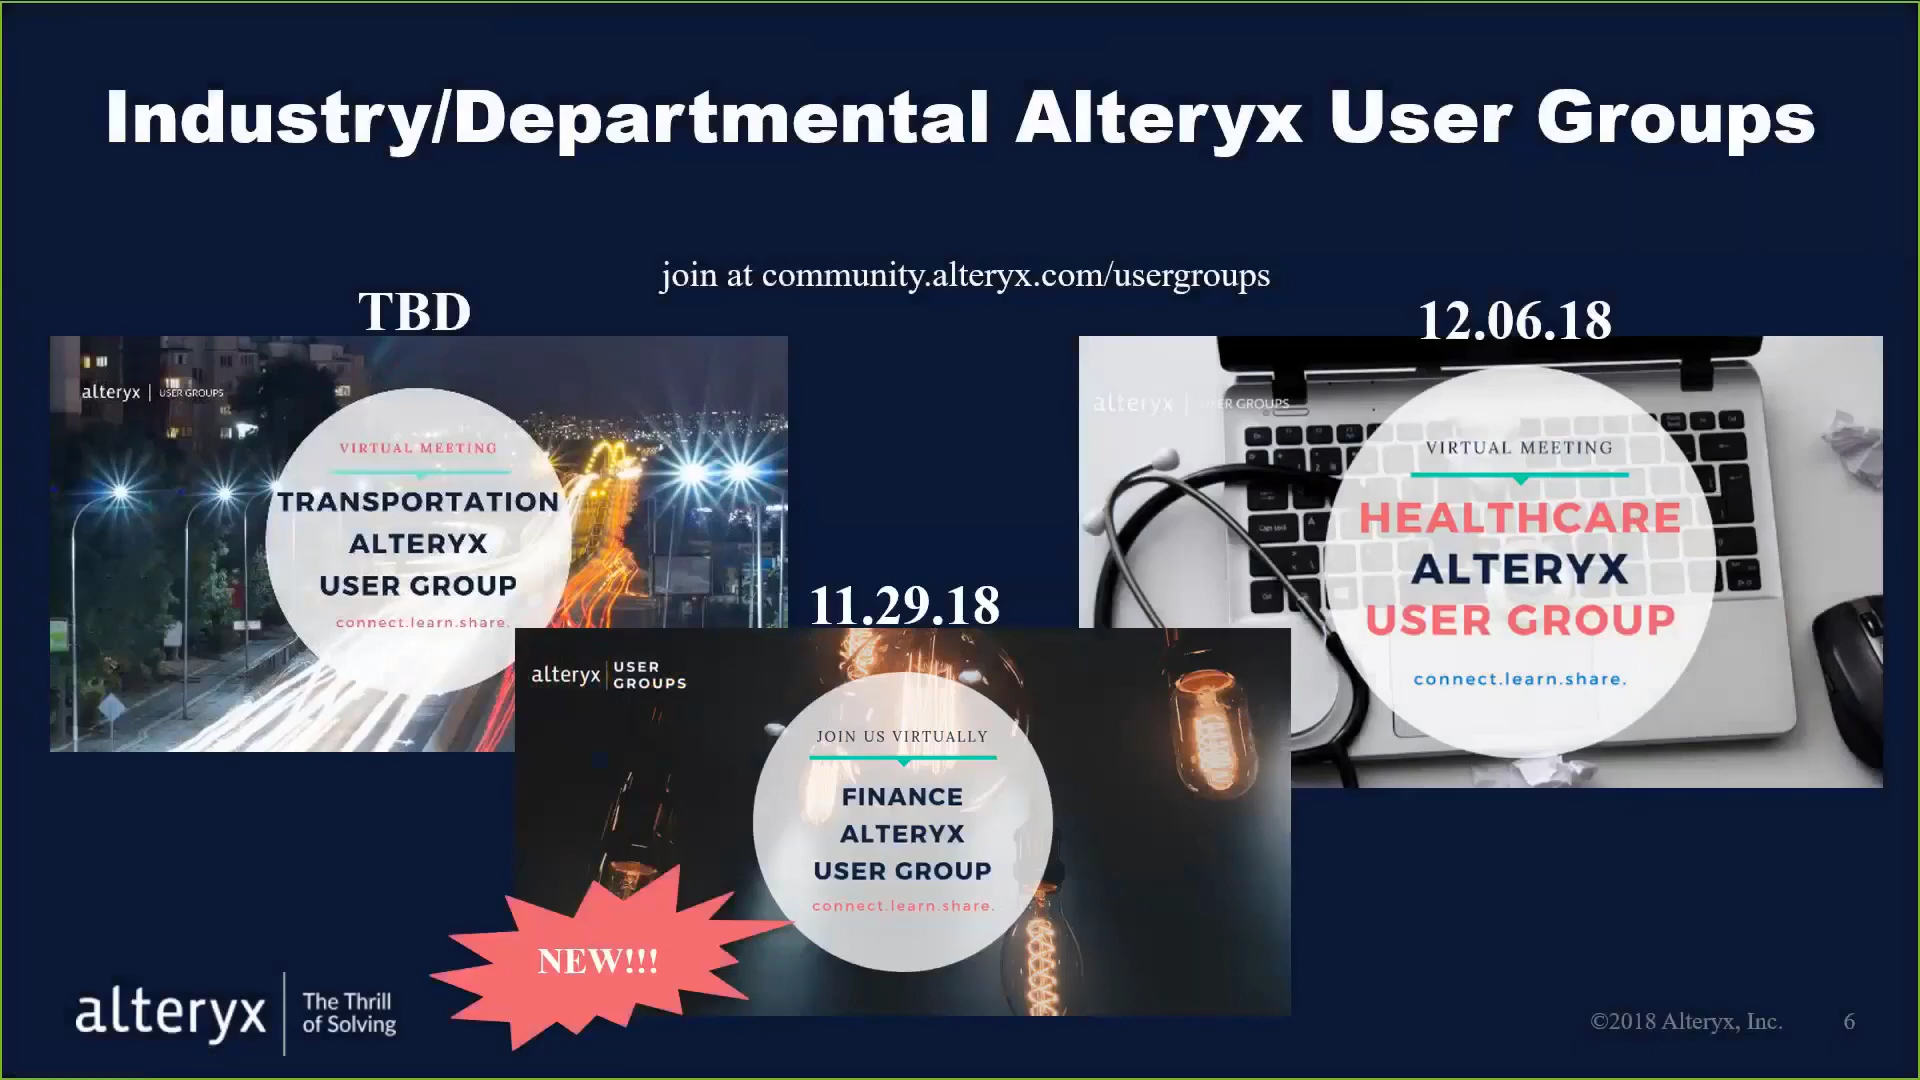 Industry/Departmental Alteryx User Groups
join at community.alteryx.com/usergroups
TBD
alteryx | USER GROUPS
VIRTUAL MEETING
TRANSPORTATION
ALTERYX
USER GROUP
connect.learn.share.
11.29.18
alteryx | USER
GROUPS
JOIN US VIRTUALLY
FINANCE
ALTERYX
USER GROUP
connect.learn.share.
NEW!!!
12.06.18
alteryx | USER GROUPS
VIRTUAL MEETING
HEALTHCARE
ALTERYX
USER GROUP
connect.learn.share.
alteryx
The Thrill
of Solving
©2018 Alteryx, Inc.
6